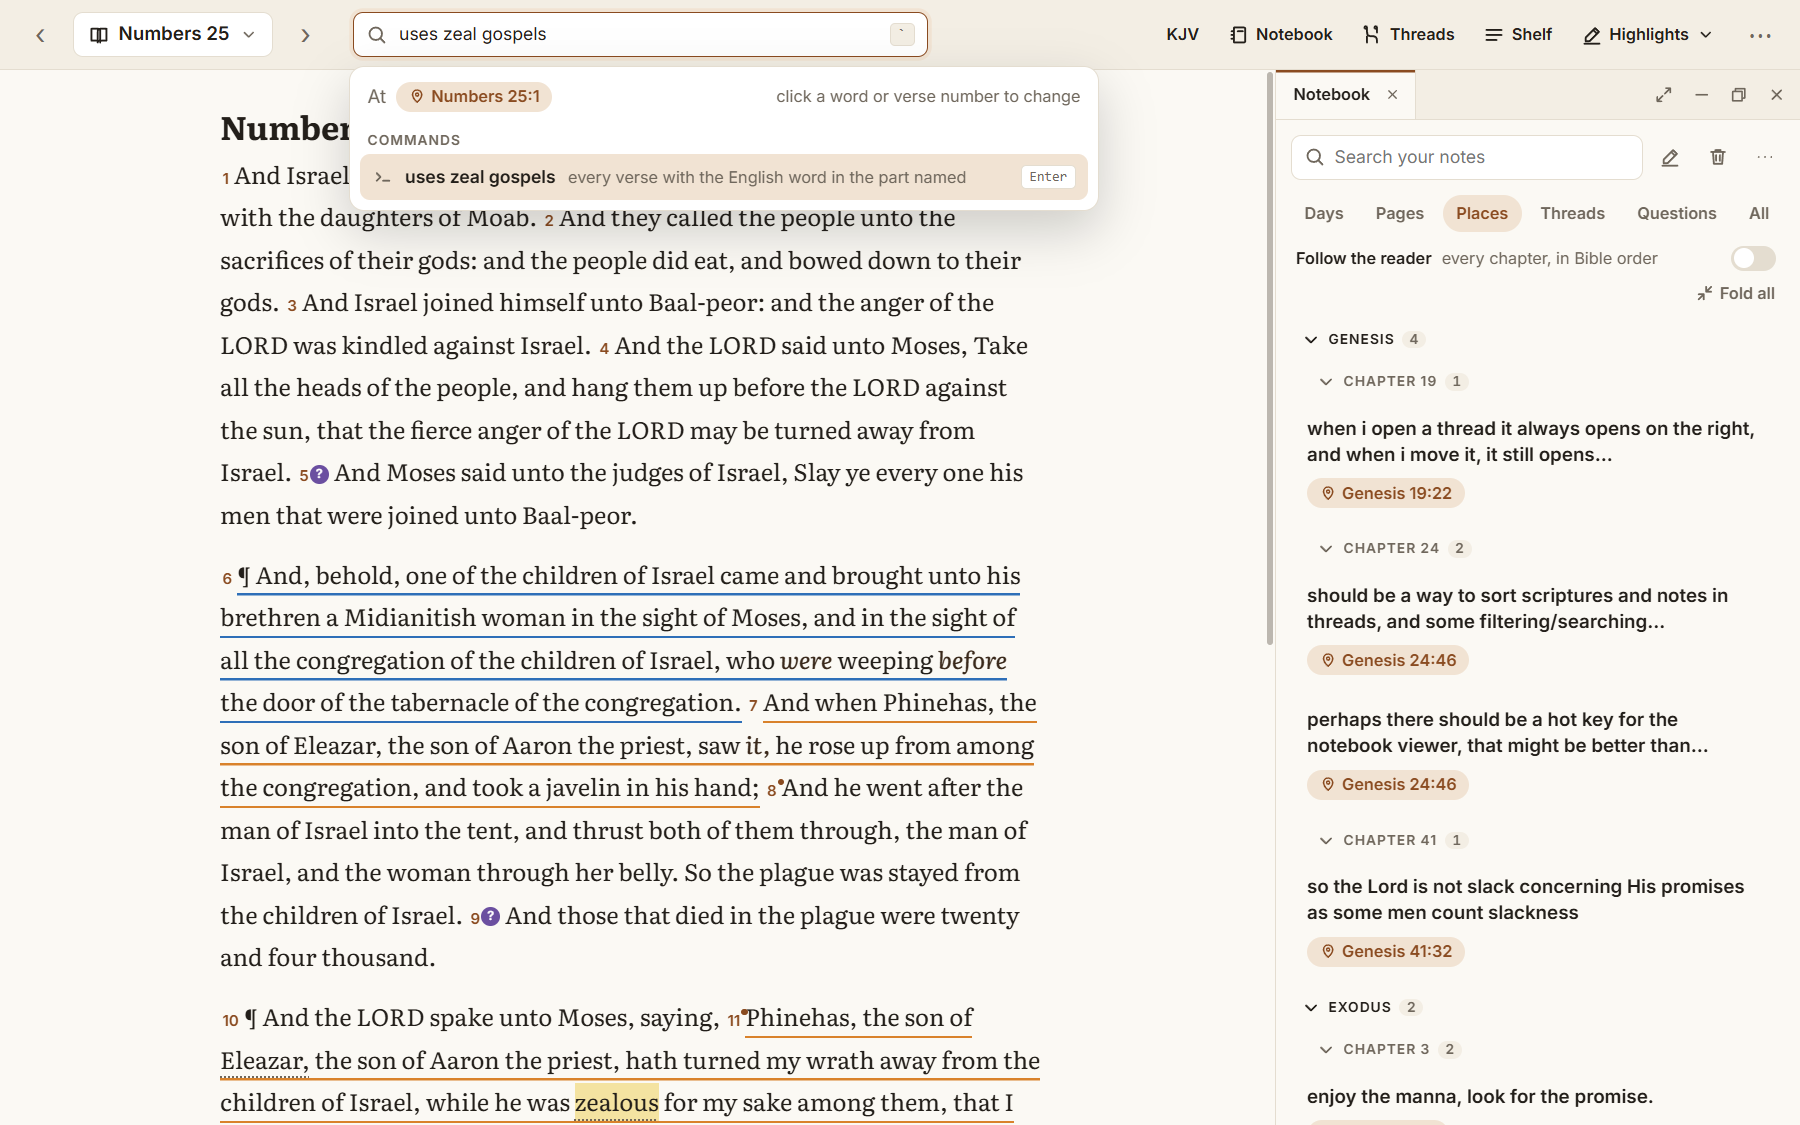 Numbers 25
uses zeal gospels
`
KJV
Notebook
Threads
Shelf
Highlights
At Numbers 25:1 click a word or verse number to change
COMMANDS
uses zeal gospels every verse with the English word in the part named Enter
Number
1 And Israel
with the daughters of Moab. 2 And they called the people unto the
sacrifices of their gods: and the people did eat, and bowed down to their
gods. 3 And Israel joined himself unto Baal-peor: and the anger of the
LORD was kindled against Israel. 4 And the LORD said unto Moses, Take
all the heads of the people, and hang them up before the LORD against
the sun, that the fierce anger of the LORD may be turned away from
Israel. 5? And Moses said unto the judges of Israel, Slay ye every one his
men that were joined unto Baal-peor.
6 ¶ And, behold, one of the children of Israel came and brought unto his
brethren a Midianitish woman in the sight of Moses, and in the sight of
all the congregation of the children of Israel, who were weeping before
the door of the tabernacle of the congregation. 7 And when Phinehas, the
son of Eleazar, the son of Aaron the priest, saw it, he rose up from among
the congregation, and took a javelin in his hand; 8 And he went after the
man of Israel into the tent, and thrust both of them through, the man of
Israel, and the woman through her belly. So the plague was stayed from
the children of Israel. 9? And those that died in the plague were twenty
and four thousand.
10 ¶ And the LORD spake unto Moses, saying, 11 Phinehas, the son of
Eleazar, the son of Aaron the priest, hath turned my wrath away from the
children of Israel, while he was zealous for my sake among them, that I
Notebook
Search your notes
Days
Pages
Places
Threads
Questions
All
Follow the reader every chapter, in Bible order
Fold all
GENESIS 4
CHAPTER 19 1
when i open a thread it always opens on the right,
and when i move it, it still opens...
Genesis 19:22
CHAPTER 24 2
should be a way to sort scriptures and notes in
threads, and some filtering/searching...
Genesis 24:46
perhaps there should be a hot key for the
notebook viewer, that might be better than...
Genesis 24:46
CHAPTER 41 1
so the Lord is not slack concerning His promises
as some men count slackness
Genesis 41:32
EXODUS 2
CHAPTER 3 2
enjoy the manna, look for the promise.